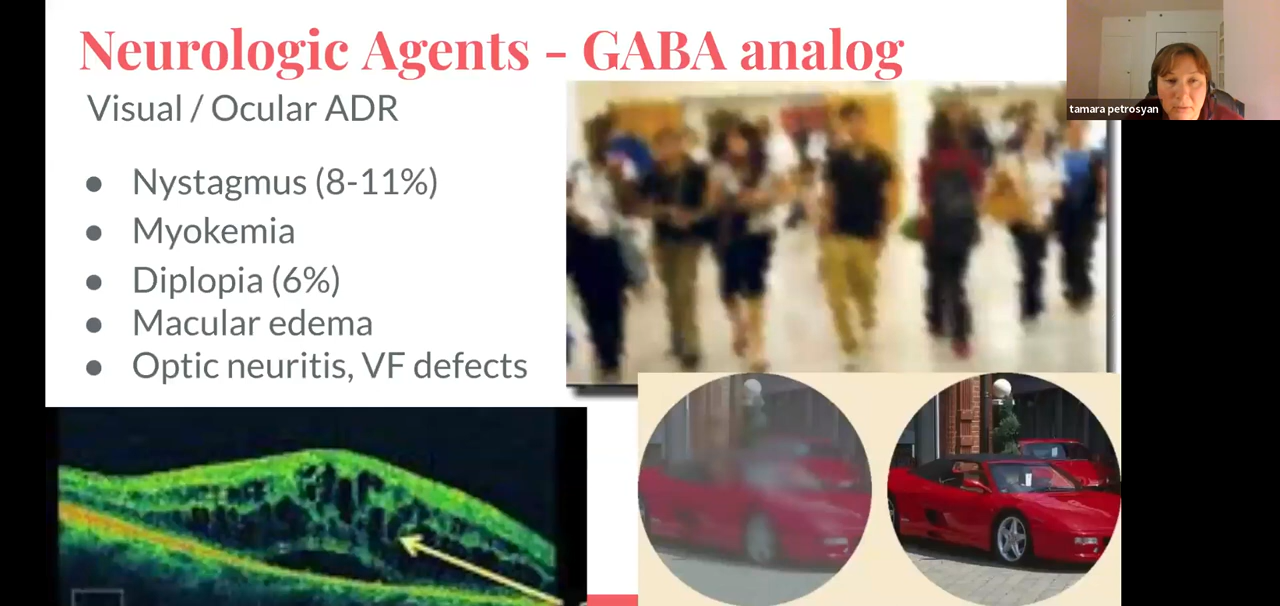 Neurologic Agents - GABA analog
Visual / Ocular ADR
● Nystagmus (8-11%)
● Myokemia
● Diplopia (6%)
● Macular edema
● Optic neuritis, VF defects
tamara petrosyan